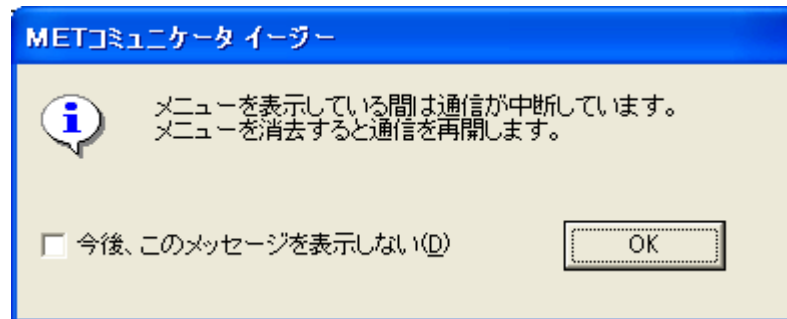 METコミュニケータ イージー
メニューを表示している間は通信が中断しています。
メニューを消去すると通信を再開します。
今後、このメッセージを表示しない(D)
OK